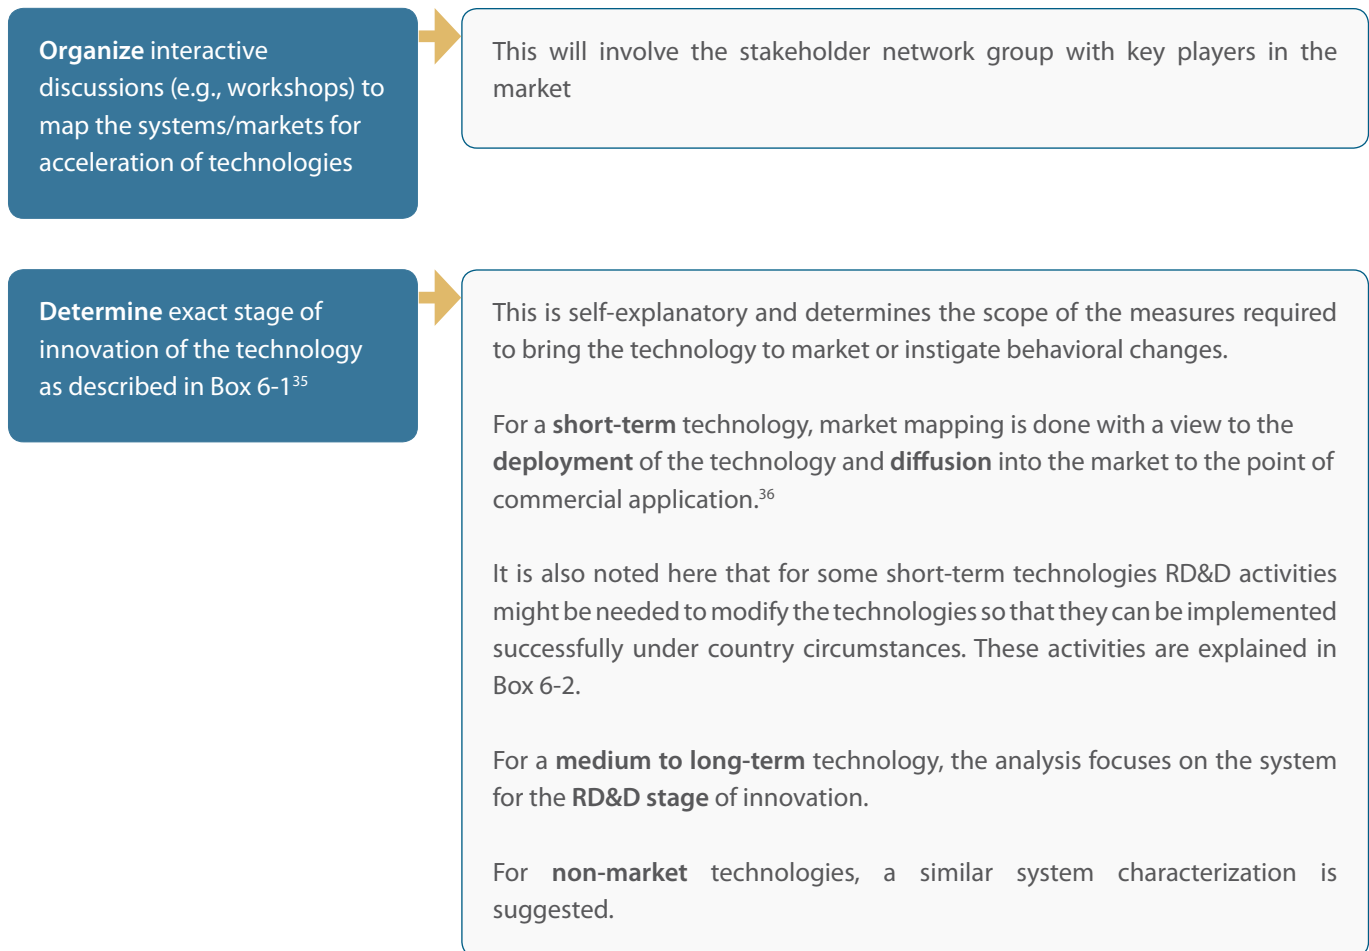 Organize interactive
discussions (e.g., workshops) to
map the systems/markets for
acceleration of technologies
This will involve the stakeholder network group with key players in the
market
Determine exact stage of
innovation of the technology
as described in Box 6-1³⁵
This is self-explanatory and determines the scope of the measures required
to bring the technology to market or instigate behavioral changes.
For a short-term technology, market mapping is done with a view to the
deployment of the technology and diffusion into the market to the point of
commercial application.³⁶
It is also noted here that for some short-term technologies RD&D activities
might be needed to modify the technologies so that they can be implemented
successfully under country circumstances. These activities are explained in
Box 6-2.
For a medium to long-term technology, the analysis focuses on the system
for the RD&D stage of innovation.
For non-market technologies, a similar system characterization is
suggested.